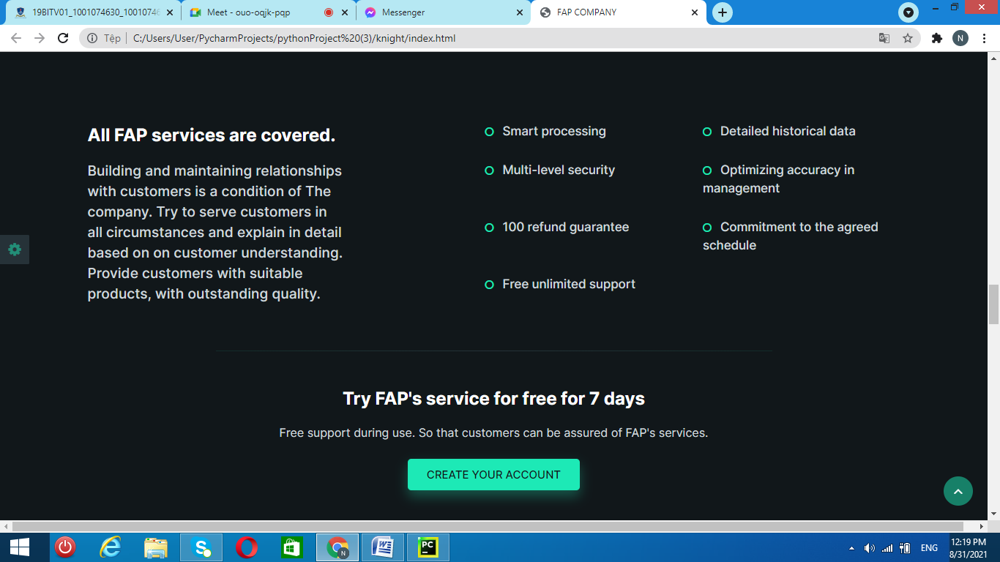 19BITV01_1001074630_1001074
Meet - ouo-oqjk-pqp
Messenger
FAP COMPANY
Tệp
C:/Users/User/PycharmProjects/pythonProject%20(3)/knight/index.html
N
All FAP services are covered.
Building and maintaining relationships
with customers is a condition of The
company. Try to serve customers in
all circumstances and explain in detail
based on on customer understanding.
Provide customers with suitable
products, with outstanding quality.
Smart processing
Multi-level security
100 refund guarantee
Free unlimited support
Detailed historical data
Optimizing accuracy in
management
Commitment to the agreed
schedule
Try FAP's service for free for 7 days
Free support during use. So that customers can be assured of FAP's services.
CREATE YOUR ACCOUNT
N
PC
ENG
12:19 PM
8/31/2021